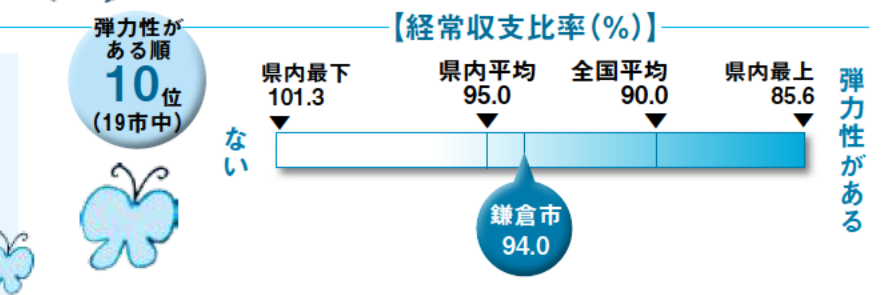 弾力性が
ある順
10位
(19市中)
【経常収支比率(%)】
県内最下
101.3
県内平均
95.0
全国平均
90.0
県内最上
85.6
ない
弾力性がある
鎌倉市
94.0